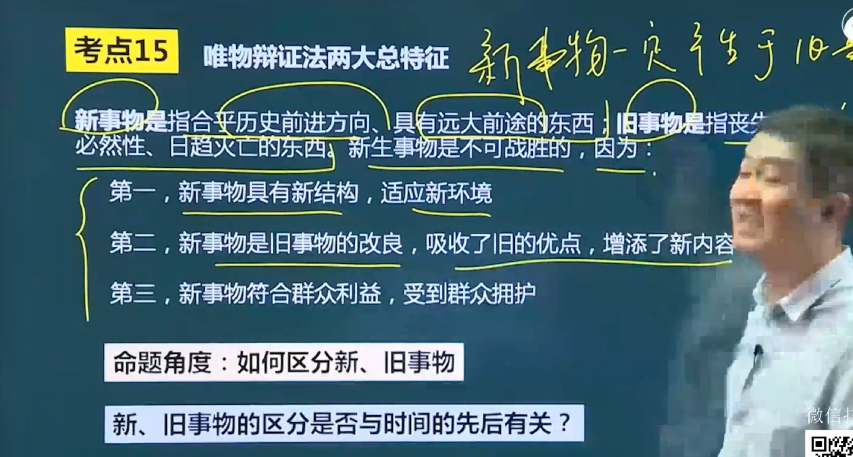 考点15
唯物辩证法两大总特征
新事物一定产生于旧
新事物是指合乎历史前进方向、具有远大前途的东西；旧事物是指丧
必然性、日趋灭亡的东西。新生事物是不可战胜的，因为：
第一，新事物具有新结构，适应新环境
第二，新事物是旧事物的改良，吸收了旧的优点，增添了新内容
第三，新事物符合群众利益，受到群众拥护
命题角度：如何区分新、旧事物
新、旧事物的区分是否与时间的先后有关？
微信扫